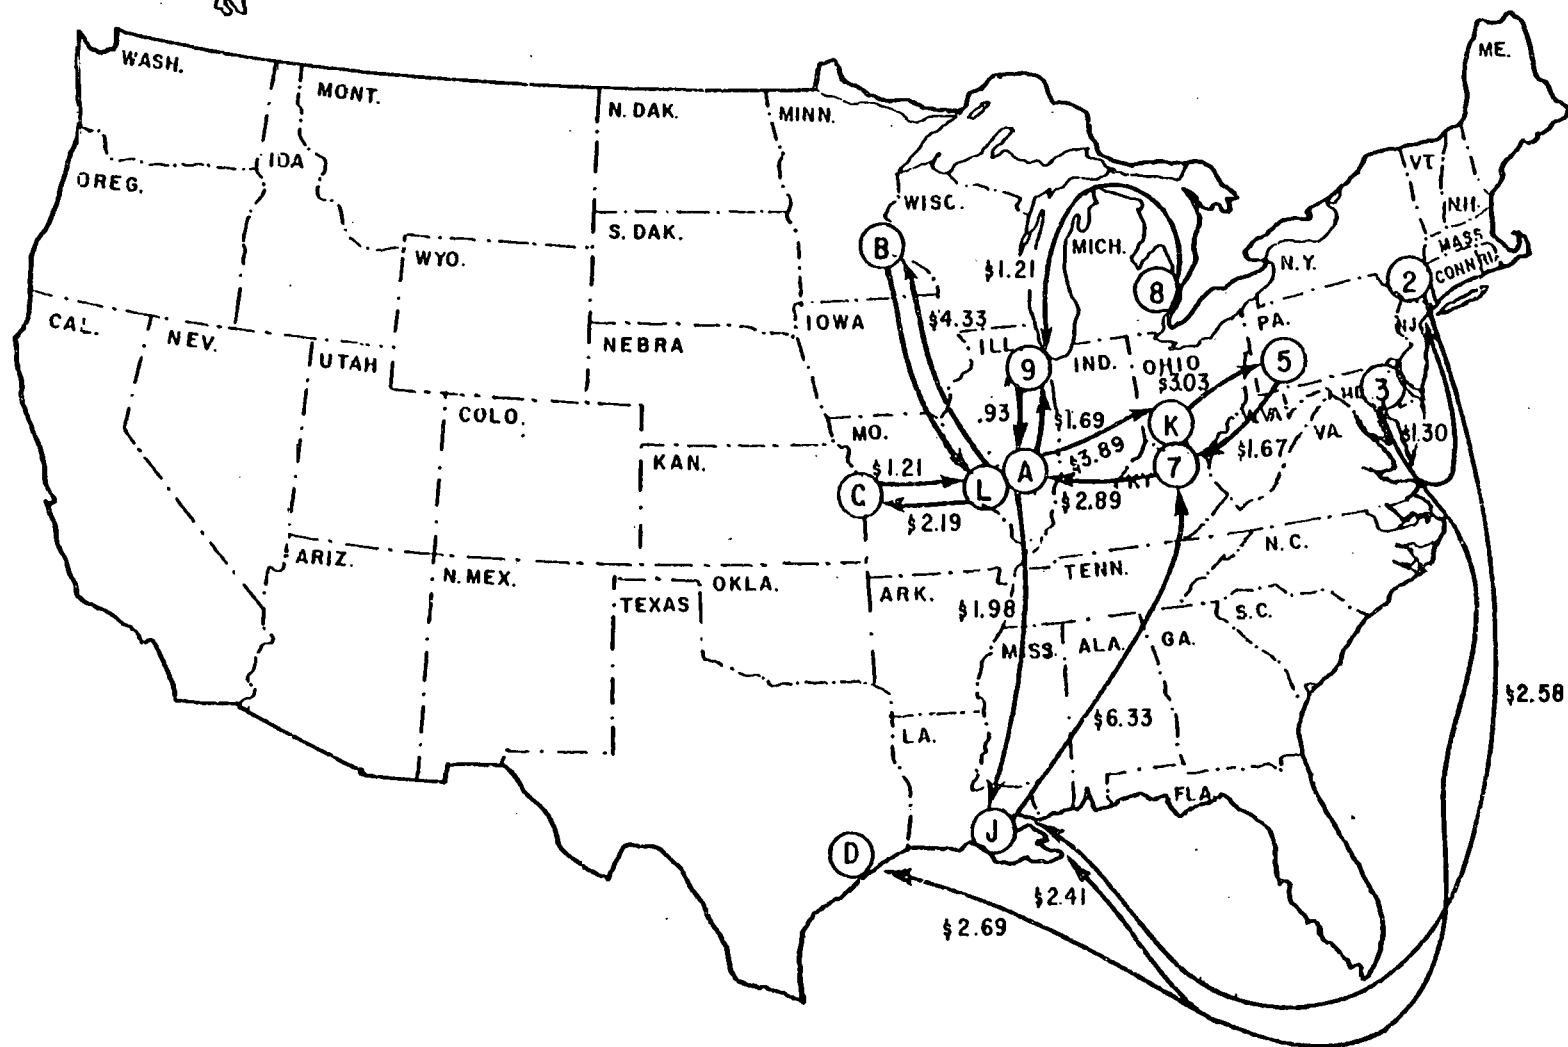 WASH.
MONT.
N. DAK.
MINN.
ME.
IDA
OREG.
VT.
WISC.
N.H.
S. DAK.
MICH.
MASS
WYO.
B
$1.21
N.Y.
CONN
R.I.
8
2
CAL.
NEV.
IOWA
$4.33
PA.
N.J.
UTAH
NEBRA
ILL.
IND.
OHIO
9
5
$3.03
MD.
3
COLO.
.93
$1.69
K
VA.
$1.30
MO.
KAN.
$1.21
$3.89
$1.67
C
L
A
7
KY
$2.89
$2.19
ARIZ.
N. MEX.
OKLA.
TEXAS
ARK.
$1.98
TENN.
N.C.
S.C.
MISS.
ALA.
GA.
$2.58
$6.33
LA.
FLA.
J
D
$2.41
$2.69